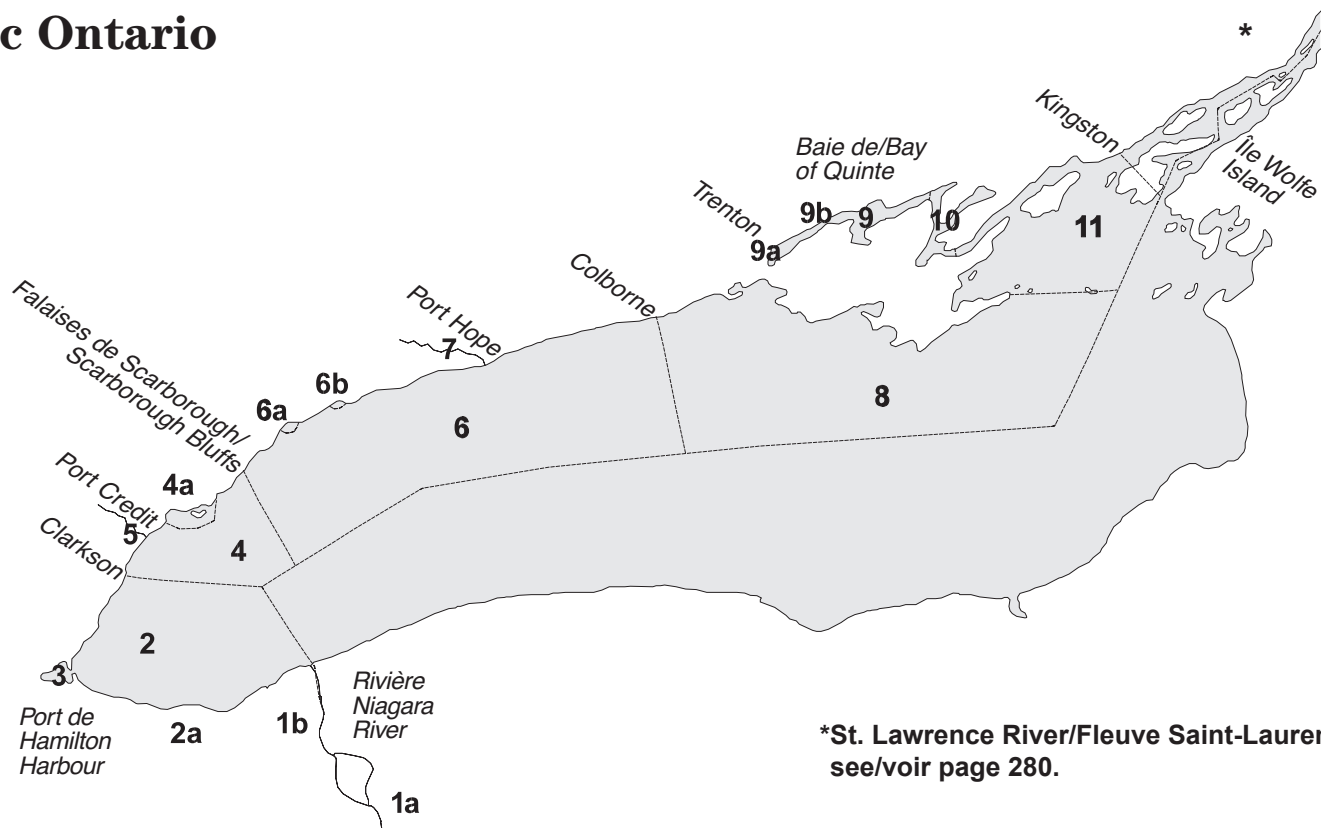 c Ontario
*
Kingston
Île Wolfe
Island
Baie de/Bay
of Quinte
Trenton
9b
9
10
11
9a
Colborne
Port Hope
7
Falaises de Scarborough/
Scarborough Bluffs
6b
6a
6
8
4a
Port Credit
5
4
Clarkson
2
3
Port de
Hamilton
Harbour
2a
1b
Rivière
Niagara
River
1a
*St. Lawrence River/Fleuve
see/voir page 280.